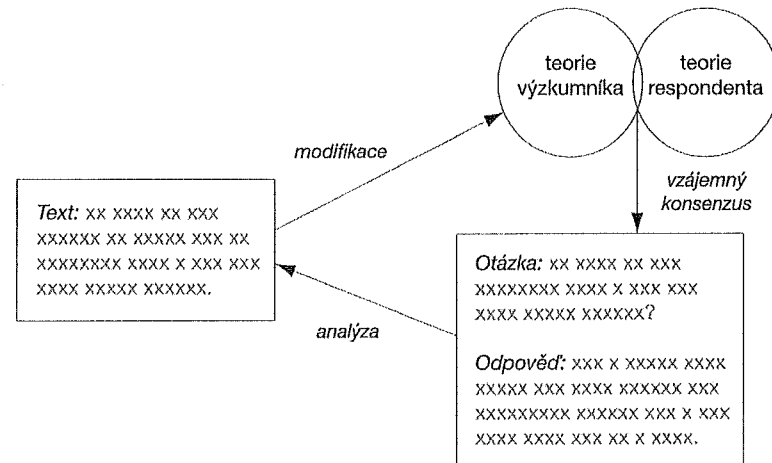 teorie
výzkumníka
teorie
respondenta
modifikace
vzájemný
konsenzus
Text: xx xxxx xx xxx
xxxxxx xx xxxxx xxx xx
xxxxxxxx xxxx x xxx xxx
xxxx xxxxx xxxxxx.
Otázka: xx xxxx xx xxx
xxxxxxxx xxxx x xxx xxx
xxxx xxxxx xxxxxx?
analýza
Odpověď: xxx x xxxxx xxxx
xxxxx xxx xxxx xxxxxx xxx
xxxxxxxxx xxxxxx xxx x xxx
xxxx xxxx xxx xx x xxxx.